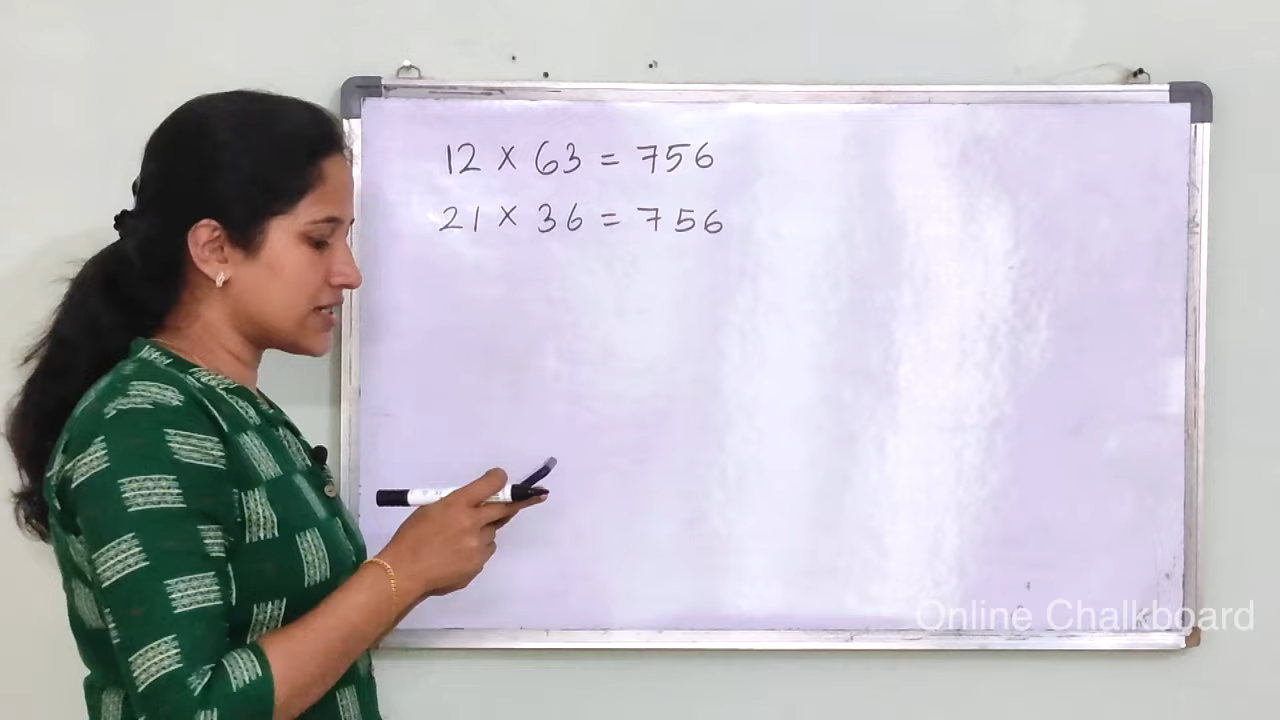 12 × 63 = 756
21 × 36 = 756
Online Chalkboard